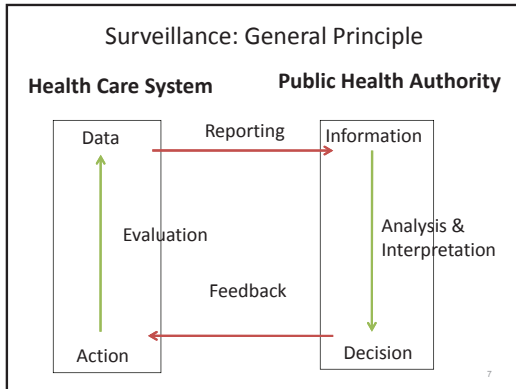 Surveillance: General Principle
Health Care System
Public Health Authority
Data
Reporting
Information
Evaluation
Analysis &
Interpretation
Feedback
Action
Decision
7